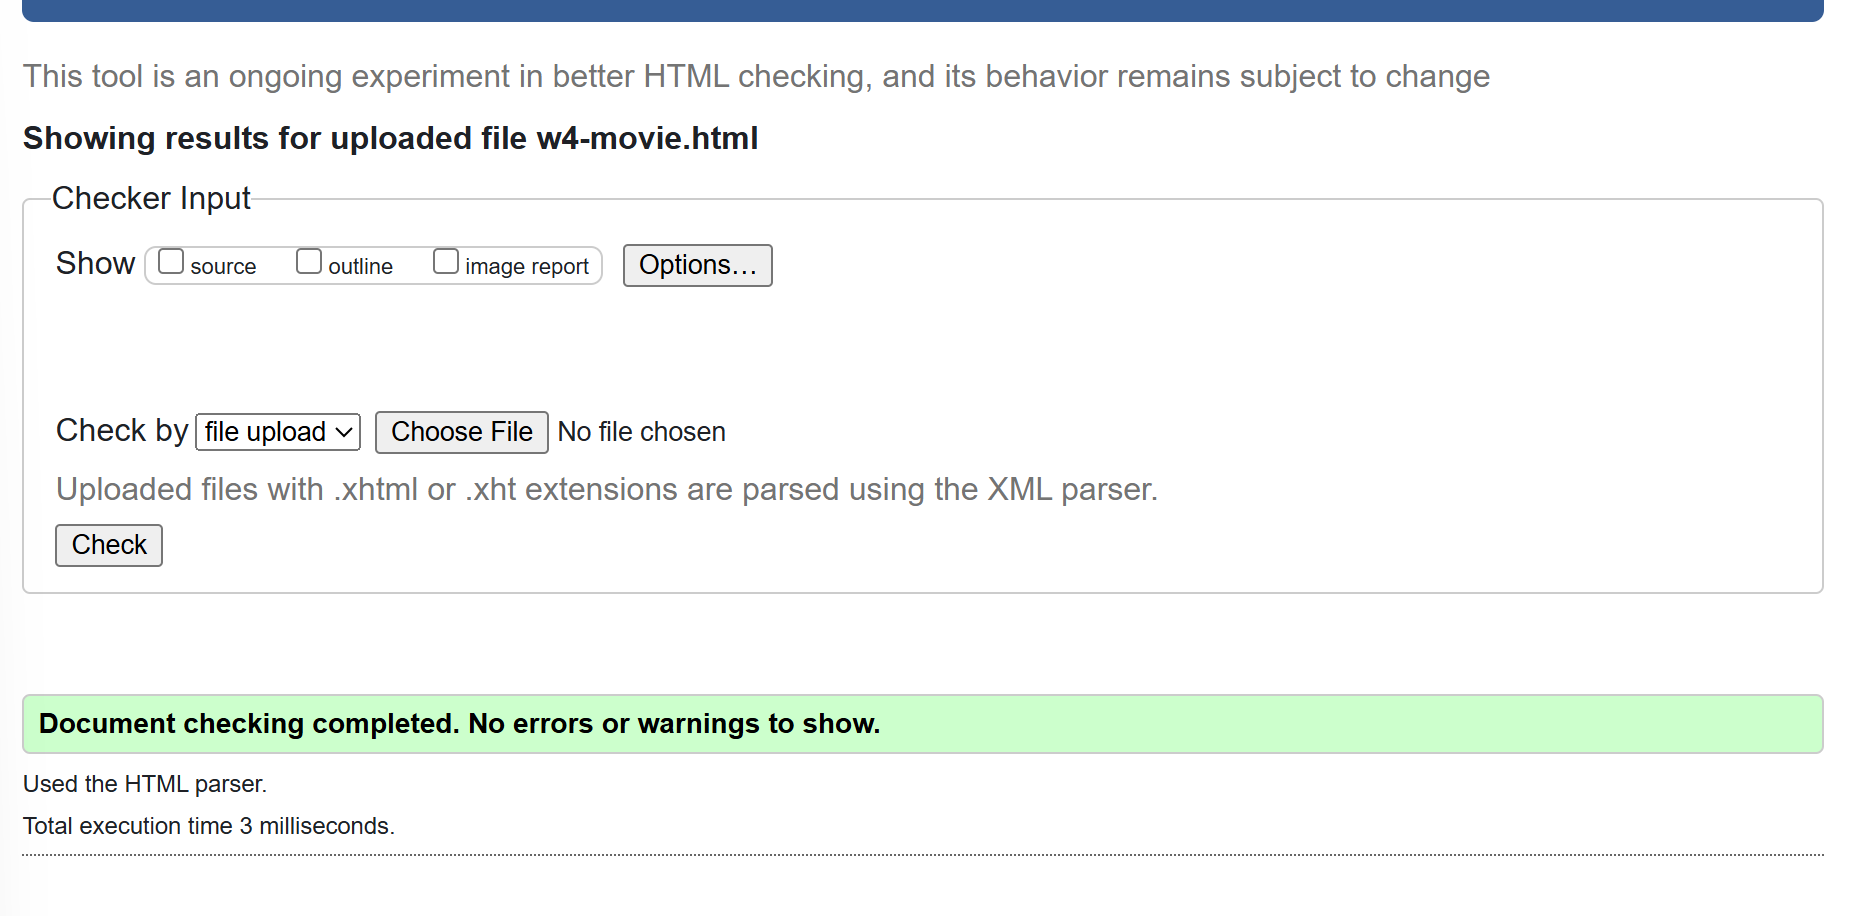 This tool is an ongoing experiment in better HTML checking, and its behavior remains subject to change
Showing results for uploaded file w4-movie.html
Checker Input
Show source outline image report Options…
Check by file upload Choose File No file chosen
Uploaded files with .xhtml or .xht extensions are parsed using the XML parser.
Check
Document checking completed. No errors or warnings to show.
Used the HTML parser.
Total execution time 3 milliseconds.